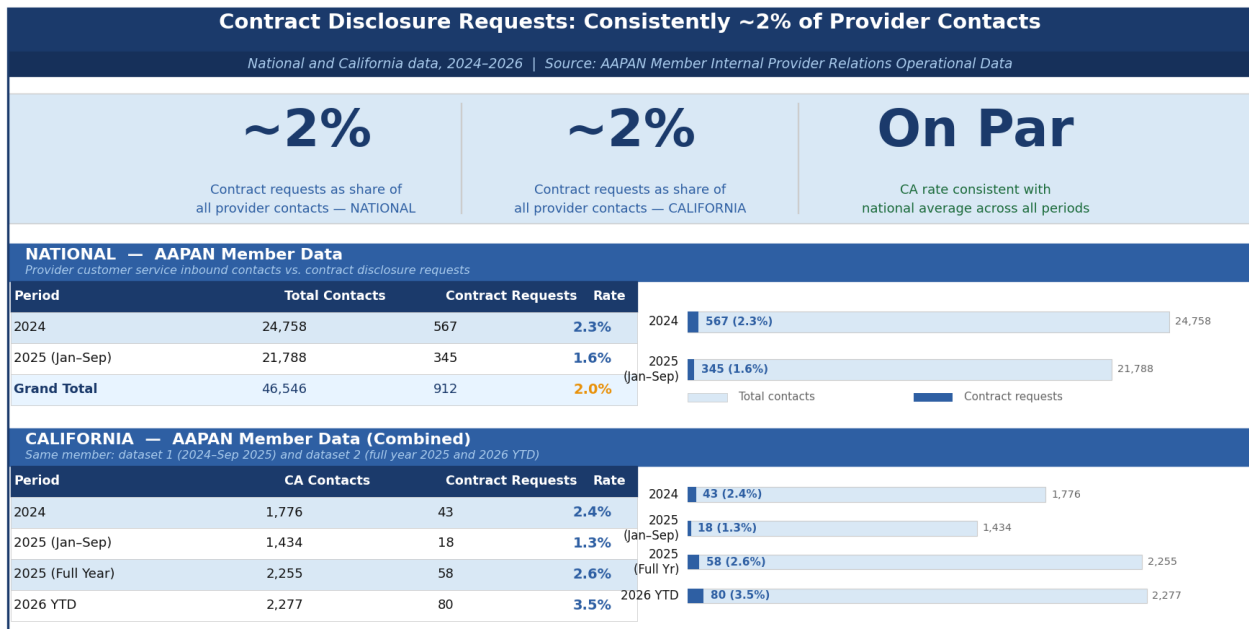 Contract Disclosure Requests: Consistently ~2% of Provider Contacts
National and California data, 2024–2026 | Source: AAPAN Member Internal Provider Relations Operational Data
~2%
Contract requests as share of
all provider contacts — NATIONAL
~2%
Contract requests as share of
all provider contacts — CALIFORNIA
On Par
CA rate consistent with
national average across all periods
NATIONAL — AAPAN Member Data
Provider customer service inbound contacts vs. contract disclosure requests
Period Total Contacts Contract Requests Rate
2024 24,758 567 2.3%
2025 (Jan–Sep) 21,788 345 1.6%
Grand Total 46,546 912 2.0%
2024 567 (2.3%) 24,758
2025
(Jan–Sep) 345 (1.6%) 21,788
Total contacts Contract requests
CALIFORNIA — AAPAN Member Data (Combined)
Same member: dataset 1 (2024–Sep 2025) and dataset 2 (full year 2025 and 2026 YTD)
Period CA Contacts Contract Requests Rate
2024 1,776 43 2.4%
2025 (Jan–Sep) 1,434 18 1.3%
2025 (Full Year) 2,255 58 2.6%
2026 YTD 2,277 80 3.5%
2024 43 (2.4%) 1,776
2025
(Jan–Sep) 18 (1.3%) 1,434
2025
(Full Yr) 58 (2.6%) 2,255
2026 YTD 80 (3.5%) 2,277